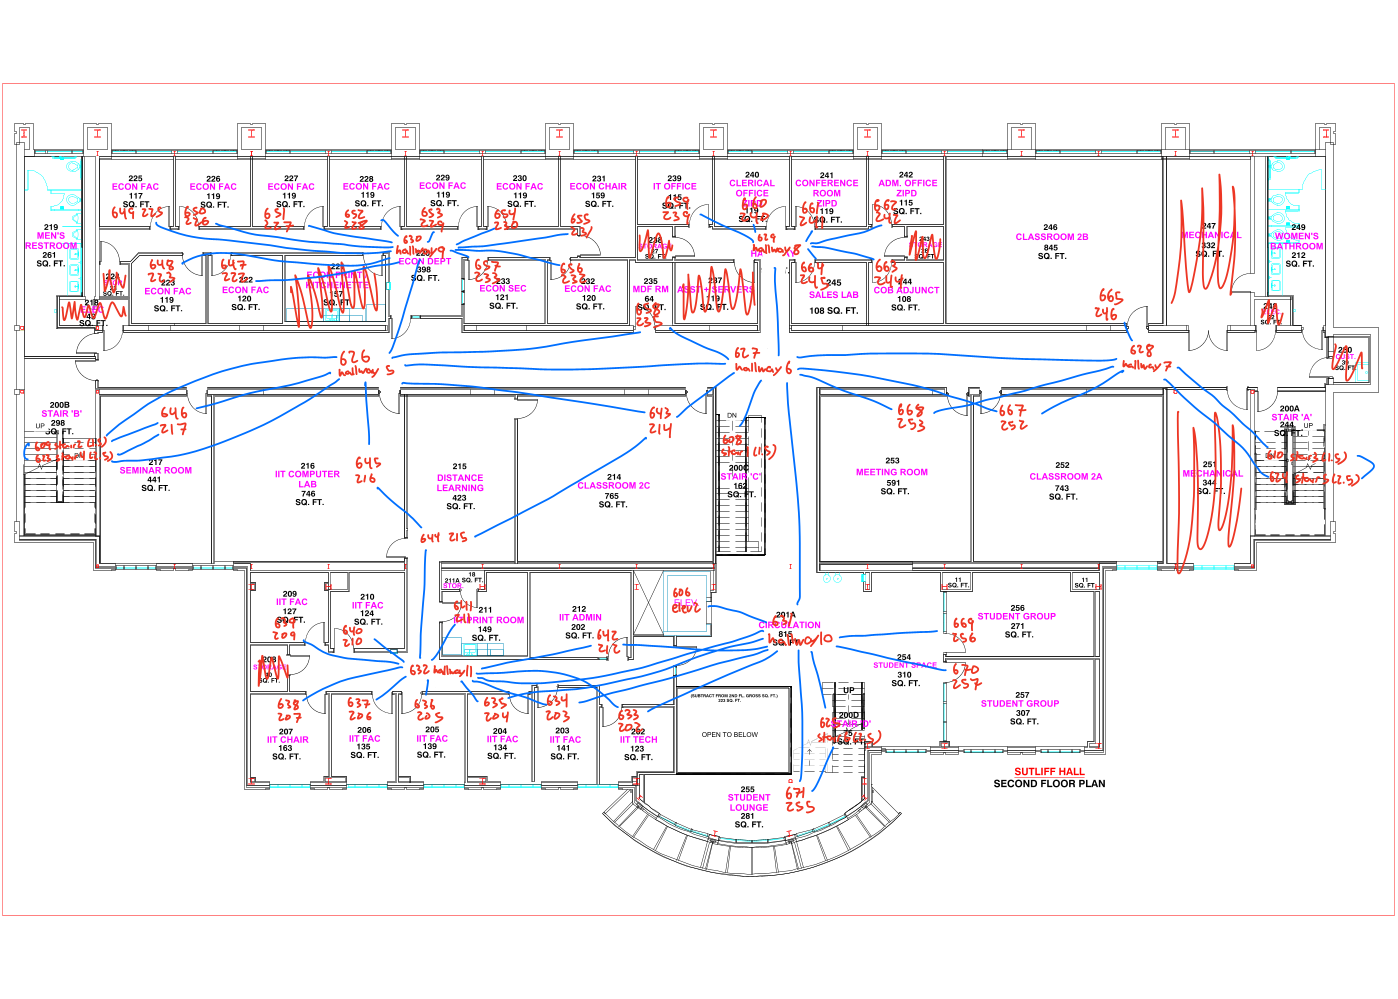 225
ECON FAC
117
SQ. FT.
649 225
226
ECON FAC
119
SQ. FT.
650
226
227
ECON FAC
119
SQ. FT.
651
227
228
ECON FAC
119
SQ. FT.
652
228
229
ECON FAC
119
SQ. FT.
653
229
230
ECON FAC
119
SQ. FT.
654
230
231
ECON CHAIR
159
SQ. FT.
655
231
239
IT OFFICE
115
SQ. FT.
239
240
CLERICAL
OFFICE
ZIPD
119
SQ. FT.
241
CONFERENCE
ROOM
ZIPD
119
SQ. FT.
661
242
ADM. OFFICE
ZIPD
115
SQ. FT.
662
242
246
CLASSROOM 2B
845
SQ. FT.
665
246
247
MECHANICAL
332
SQ. FT.
249
WOMEN'S
BATHROOM
212
SQ. FT.
219
MEN'S
RESTROOM
261
SQ. FT.
648
223
223
ECON FAC
119
SQ. FT.
647
222
222
ECON FAC
120
SQ. FT.
KITCHENETTE
157
SQ. FT.
630
hallway 9
ECON DEPT
398
SQ. FT.
657
233
233
ECON SEC
121
SQ. FT.
656
232
232
ECON FAC
120
SQ. FT.
235
MDF RM
64
SQ. FT.
658
235
237
ASST + SERVERS
119
SQ. FT.
629
hallway 8
664
245
245
SALES LAB
108 SQ. FT.
663
244
244
COB ADJUNCT
108
SQ. FT.
250
CUST.
626
hallway 5
627
hallway 6
628
hallway 7
200B
STAIR 'B'
298
SQ. FT.
UP
609 stair 2 (1.5)
623 stair 4 (2.5)
646
217
217
SEMINAR ROOM
441
SQ. FT.
645
216
216
IIT COMPUTER
LAB
746
SQ. FT.
215
DISTANCE
LEARNING
423
SQ. FT.
644 215
643
214
214
CLASSROOM 2C
765
SQ. FT.
DN
608
stair 1 (1.5)
200C
STAIR 'C'
162
SQ. FT.
668
253
253
MEETING ROOM
591
SQ. FT.
667
252
252
CLASSROOM 2A
743
SQ. FT.
251
MECHANICAL
344
SQ. FT.
200A
STAIR 'A'
244
SQ. FT.
UP
610 stair 3 (1.5)
624 stair 5 (2.5)
209
IIT FAC
127
SQ. FT.
639
209
210
IIT FAC
124
SQ. FT.
640
210
211A
STOR.
18
SQ. FT.
641
211
211
PRINT ROOM
149
SQ. FT.
212
IIT ADMIN
202
SQ. FT.
642
212
606
elev 2
ELEV
201A
CIRCULATION
815
SQ. FT.
631
hallway 10
11
SQ. FT.
11
SQ. FT.
256
STUDENT GROUP
271
SQ. FT.
669
256
254
STUDENT SPACE
310
SQ. FT.
670
257
257
STUDENT GROUP
307
SQ. FT.
208
SQ. FT.
632 hallway 11
638
207
207
IIT CHAIR
163
SQ. FT.
637
206
206
IIT FAC
135
SQ. FT.
636
205
205
IIT FAC
139
SQ. FT.
635
204
204
IIT FAC
134
SQ. FT.
634
203
203
IIT FAC
141
SQ. FT.
633
202
202
IIT TECH
123
SQ. FT.
(SUBTRACT FROM 2ND FL. GROSS SQ. FT.)
OPEN TO BELOW
UP
200D
STAIR 'D'
SQ. FT.
671
255
255
STUDENT
LOUNGE
281
SQ. FT.
SUTLIFF HALL
SECOND FLOOR PLAN